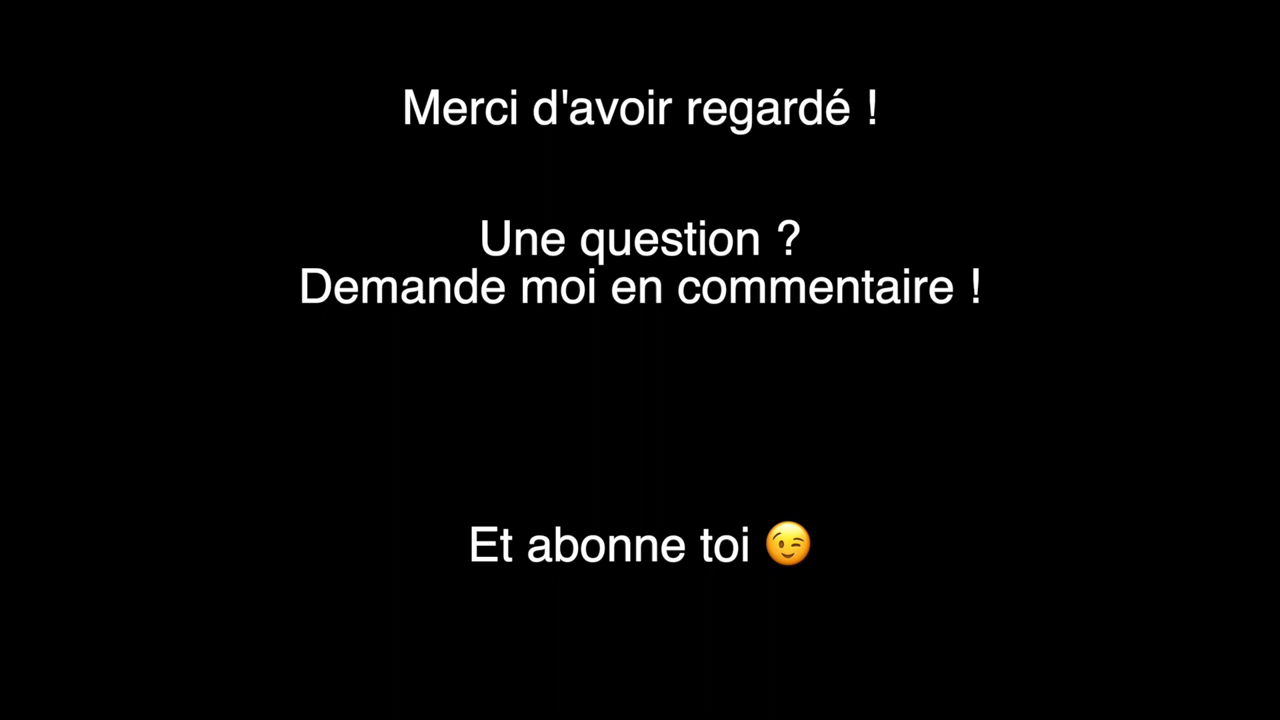 Merci d'avoir regardé !
Une question ?
Demande moi en commentaire !
Et abonne toi 😉